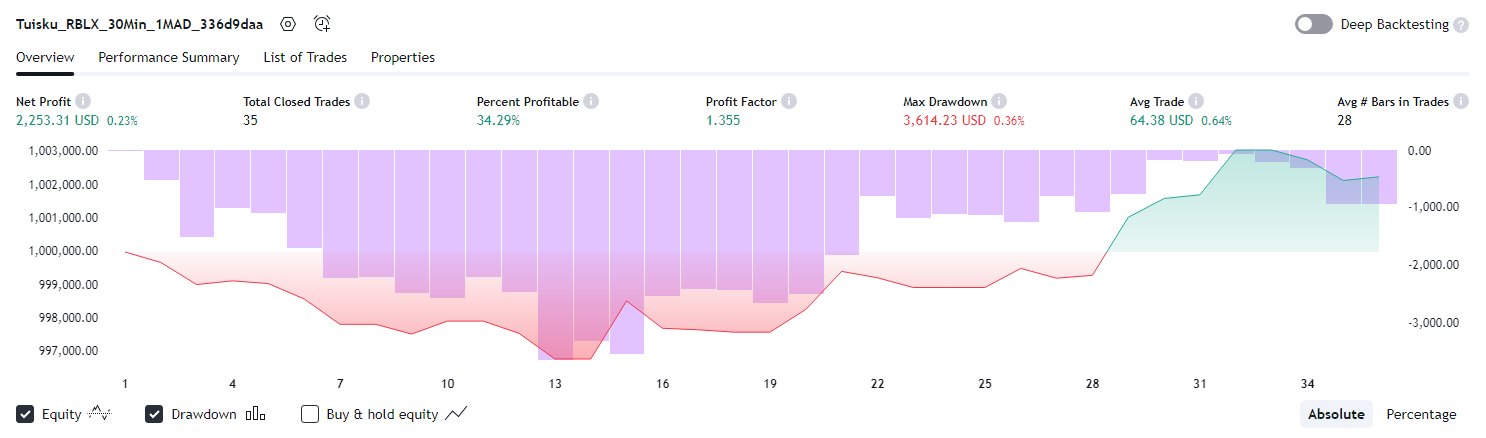 Tuisku_RBLX_30Min_1MAD_336d9daa
Deep Backtesting ?
Overview Performance Summary List of Trades Properties
Net Profit i Total Closed Trades i Percent Profitable i Profit Factor i Max Drawdown i Avg Trade i Avg # Bars in Trades i
2,253.31 USD 0.23% 35 34.29% 1.355 3,614.23 USD 0.36% 64.38 USD 0.64% 28
1,003,000.00 0.00
1,002,000.00
1,001,000.00 -1,000.00
1,000,000.00
999,000.00 -2,000.00
998,000.00 -3,000.00
997,000.00
1 4 7 10 13 16 19 22 25 28 31 34
Equity Drawdown Buy & hold equity Absolute Percentage